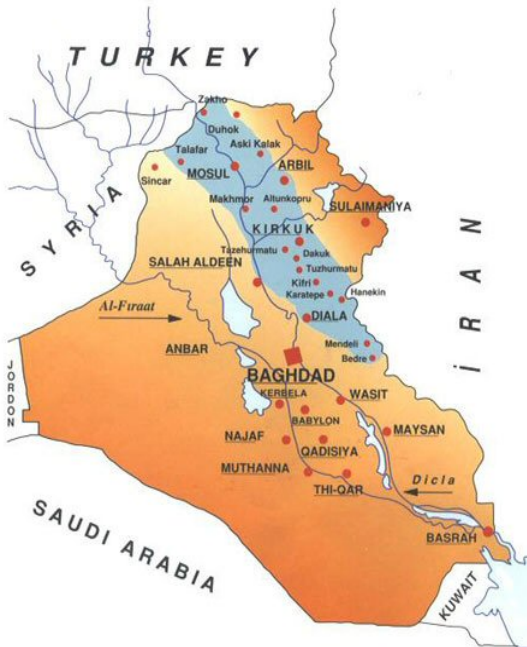 TURKEY
Zakho
Duhok
Aski Kalak
Talafar
MOSUL
ARBIL
Sincar
SYRIA
Makhmor
Altunkopru
SULAIMANIYA
KIRKUK
Tazehurmatu
Dakuk
SALAH ALDEEN
Tuzhurmatu
Kifri
Karatepe
Hanekin
İRAN
Al-Fıraat
DIALA
ANBAR
Mendeli
Bedre
JORDON
BAGHDAD
KERBELA
WASIT
BABYLON
MAYSAN
NAJAF
QADISIYA
MUTHANNA
THI-QAR
Dicla
SAUDI ARABIA
BASRAH
KUWAIT